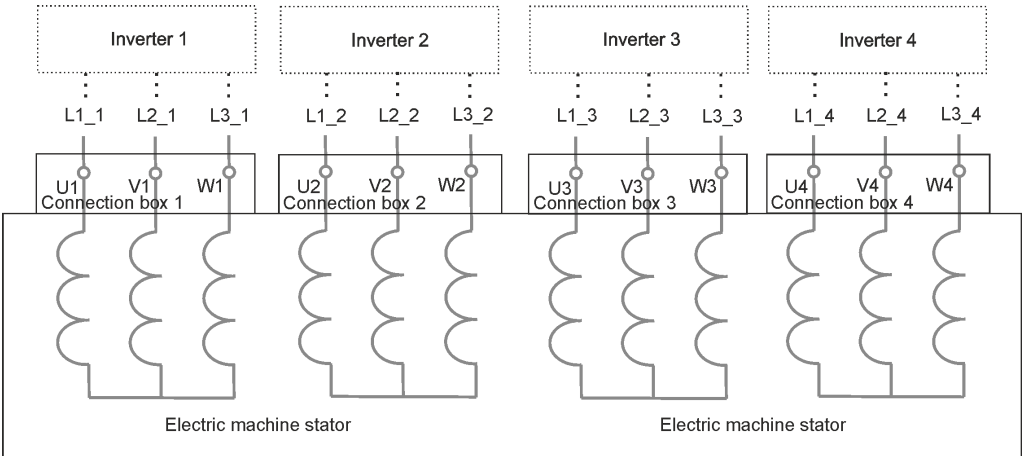 Inverter 1
Inverter 2
Inverter 3
Inverter 4
L1_1 L2_1 L3_1
L1_2 L2_2 L3_2
L1_3 L2_3 L3_3
L1_4 L2_4 L3_4
U1 V1 W1
Connection box 1
U2 V2 W2
Connection box 2
U3 V3 W3
Connection box 3
U4 V4 W4
Connection box 4
Electric machine stator
Electric machine stator